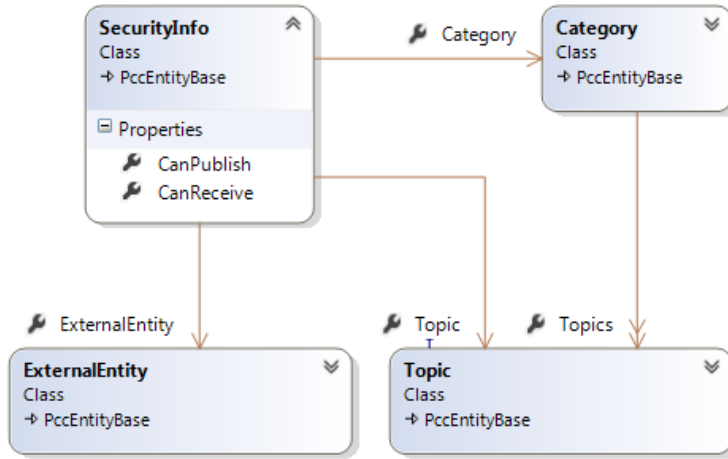 SecurityInfo
Class
PccEntityBase
Properties
CanPublish
CanReceive
Category
Category
Class
PccEntityBase
ExternalEntity
Topic
Topics
ExternalEntity
Class
PccEntityBase
Topic
Class
PccEntityBase